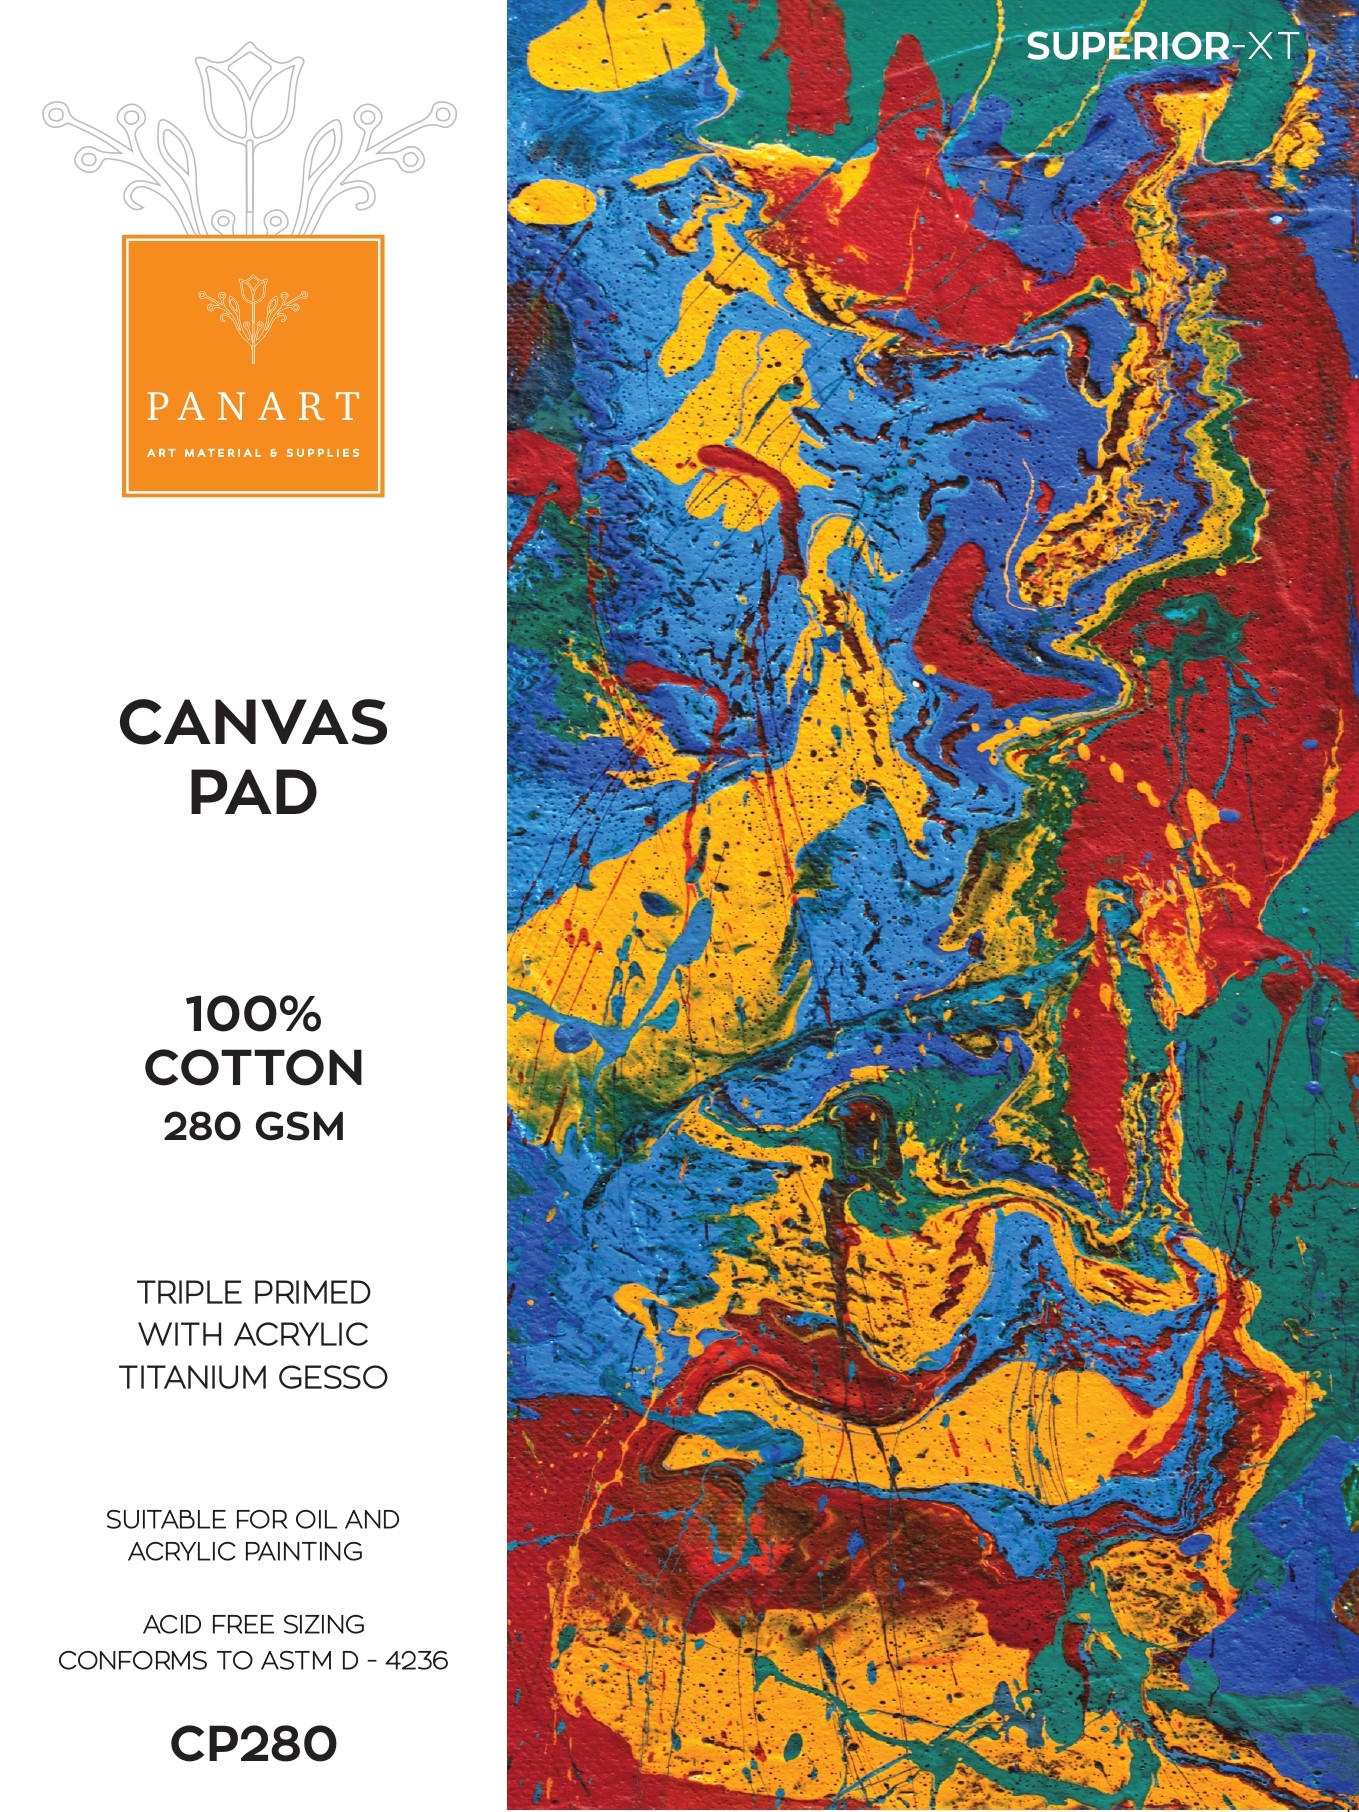 SUPERIOR-XT
PANART
ART MATERIAL & SUPPLIES
CANVAS
PAD
100%
COTTON
280 GSM
TRIPLE PRIMED
WITH ACRYLIC
TITANIUM GESSO
SUITABLE FOR OIL AND
ACRYLIC PAINTING
ACID FREE SIZING
CONFORMS TO ASTM D - 4236
CP280